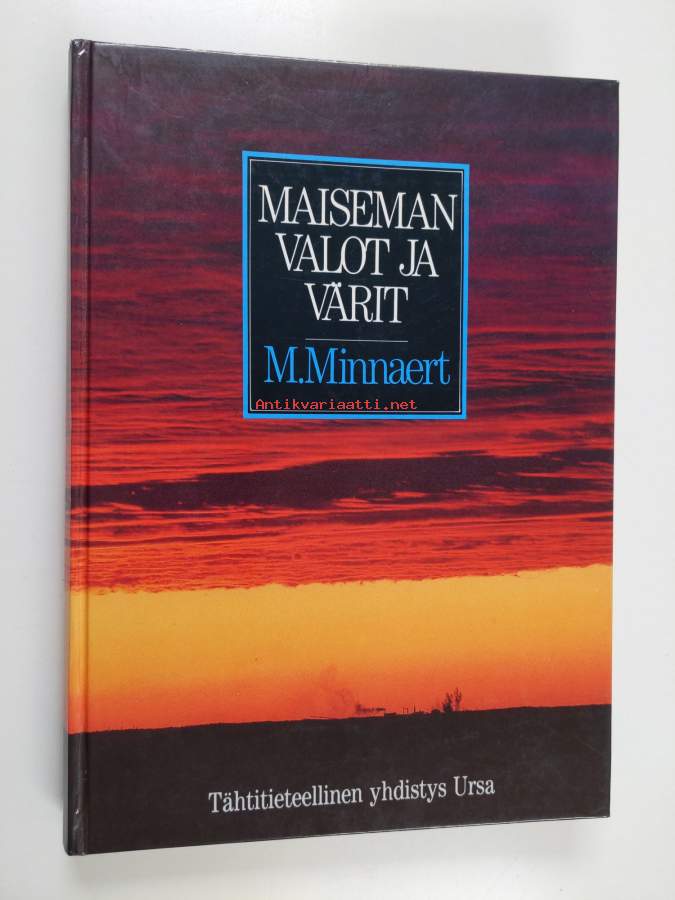 MAISEMAN
VALOT JA
VÄRIT
M.Minnaert
Antikvariaatti.net
Tähtitieteellinen yhdistys Ursa